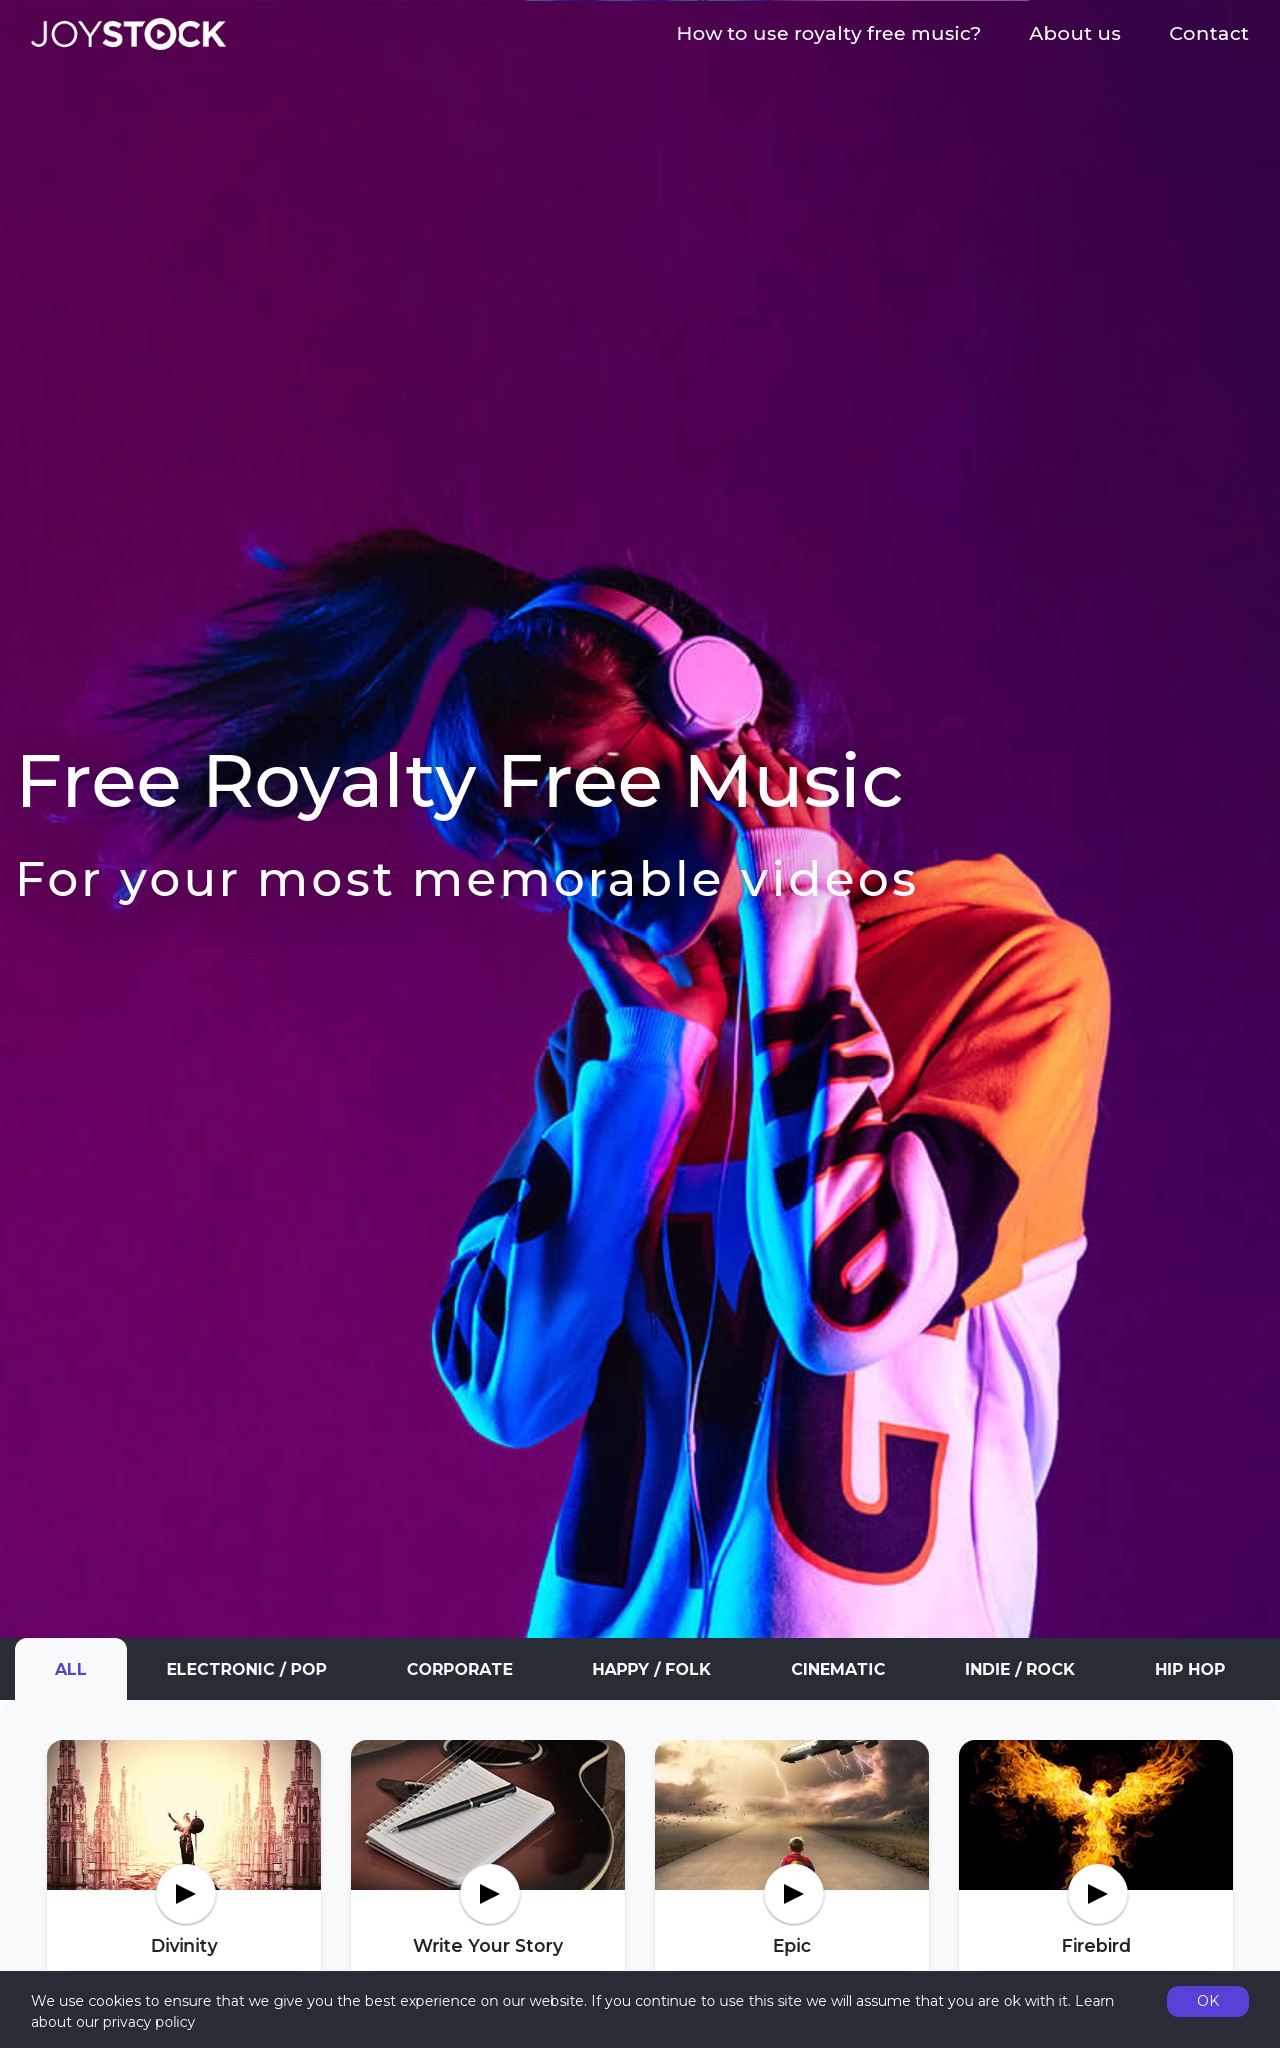 JOYSTOCK
How to use royalty free music?
About us
Contact
Free Royalty Free Music
For your most memorable videos
ALL
ELECTRONIC / POP
CORPORATE
HAPPY / FOLK
CINEMATIC
INDIE / ROCK
HIP HOP
Divinity
Write Your Story
Epic
Firebird
We use cookies to ensure that we give you the best experience on our website. If you continue to use this site we will assume that you are ok with it. Learn
about our privacy policy
OK